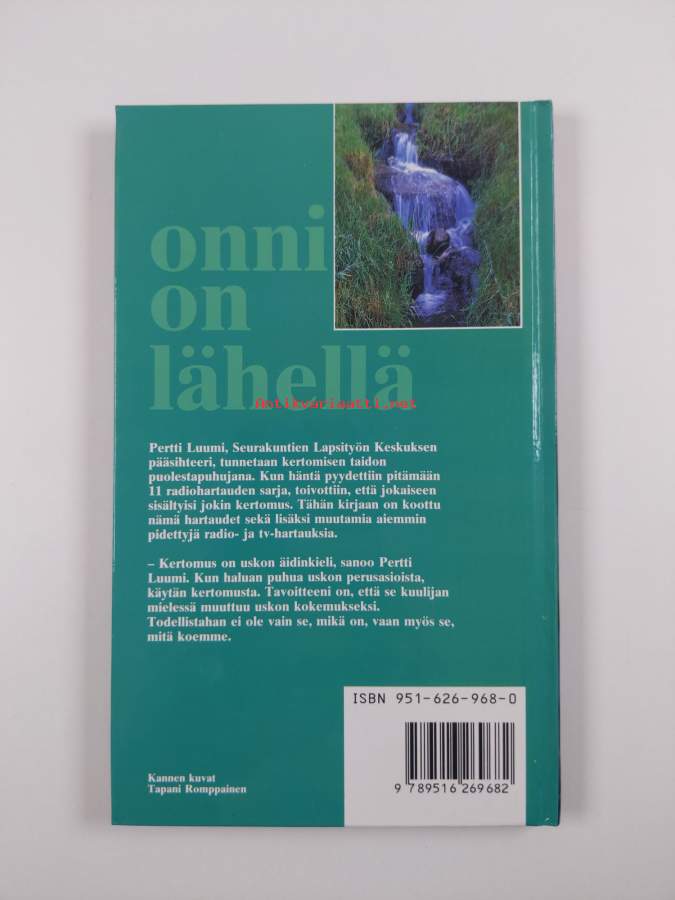 onni
on
lähellä
Antikvariaatti.net
Pertti Luumi, Seurakuntien Lapsityön Keskuksen
pääsihteeri, tunnetaan kertomisen taidon
puolestapuhujana. Kun häntä pyydettiin pitämään
11 radiohartauden sarja, toivottiin, että jokaiseen
sisältyisi jokin kertomus. Tähän kirjaan on koottu
nämä hartaudet sekä lisäksi muutamia aiemmin
pidettyjä radio- ja tv-hartauksia.
– Kertomus on uskon äidinkieli, sanoo Pertti
Luumi. Kun haluan puhua uskon perusasioista,
käytän kertomusta. Tavoitteeni on, että se kuulijan
mielessä muuttuu uskon kokemukseksi.
Todellistahan ei ole vain se, mikä on, vaan myös se,
mitä koemme.
ISBN 951-626-968-0
9 789516 269682
Kannen kuvat
Tapani Romppainen